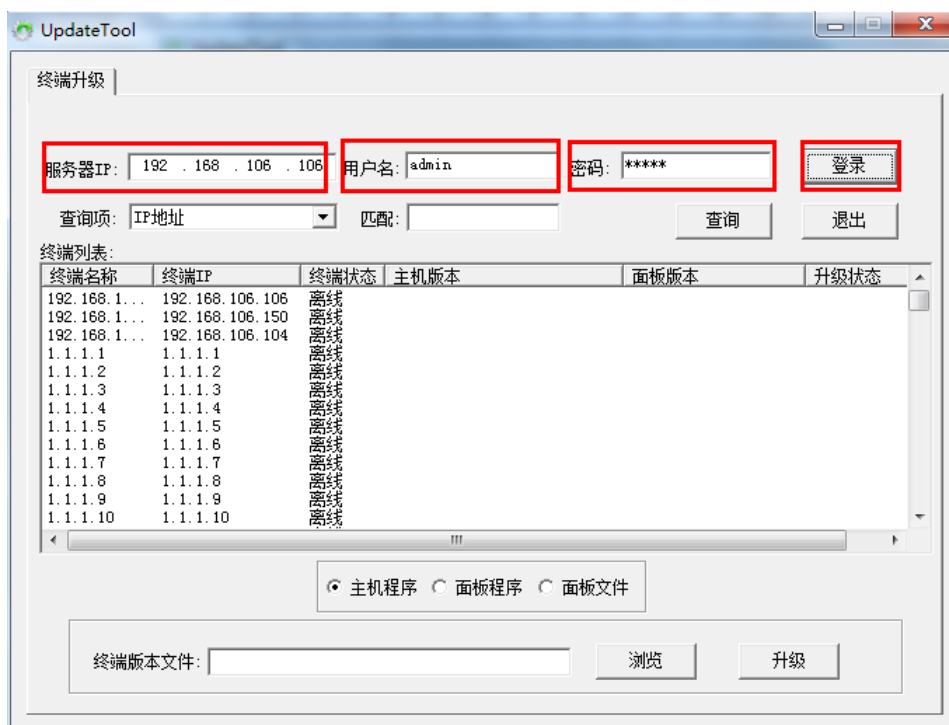 UpdateTool
终端升级
服务器IP: 192 . 168 . 106 . 106 用户名: admin 密码: ***** 登录
查询项: IP地址 匹配: 查询 退出
终端列表:
终端名称 终端IP 终端状态 主机版本 面板版本 升级状态
192.168.1... 192.168.106.106 离线
192.168.1... 192.168.106.150 离线
192.168.1... 192.168.106.104 离线
1.1.1.1 1.1.1.1 离线
1.1.1.2 1.1.1.2 离线
1.1.1.3 1.1.1.3 离线
1.1.1.4 1.1.1.4 离线
1.1.1.5 1.1.1.5 离线
1.1.1.6 1.1.1.6 离线
1.1.1.7 1.1.1.7 离线
1.1.1.8 1.1.1.8 离线
1.1.1.9 1.1.1.9 离线
1.1.1.10 1.1.1.10 离线
主机程序 面板程序 面板文件
终端版本文件: 浏览 升级